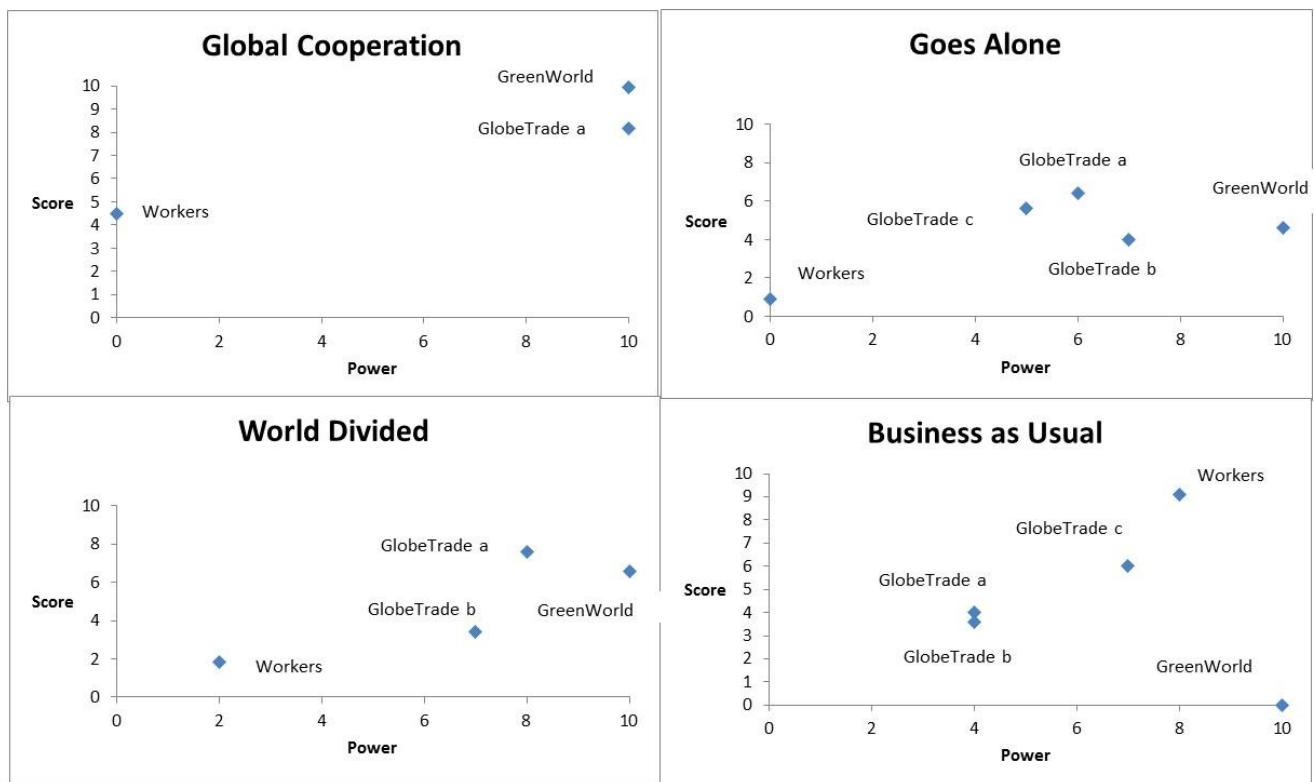 Global Cooperation
10
9
8
7
6
5
4
3
2
1
0
Score
GreenWorld
GlobeTrade a
Workers
0 2 4 6 8 10
Power
Goes Alone
10
8
6
4
2
0
Score
GlobeTrade a
GreenWorld
GlobeTrade c
GlobeTrade b
Workers
0 2 4 6 8 10
Power
World Divided
10
8
6
4
2
0
Score
GlobeTrade a
GlobeTrade b
GreenWorld
Workers
0 2 4 6 8 10
Power
Business as Usual
10
9
8
7
6
5
4
3
2
1
0
Score
Workers
GlobeTrade c
GlobeTrade a
GlobeTrade b
GreenWorld
0 2 4 6 8 10
Power